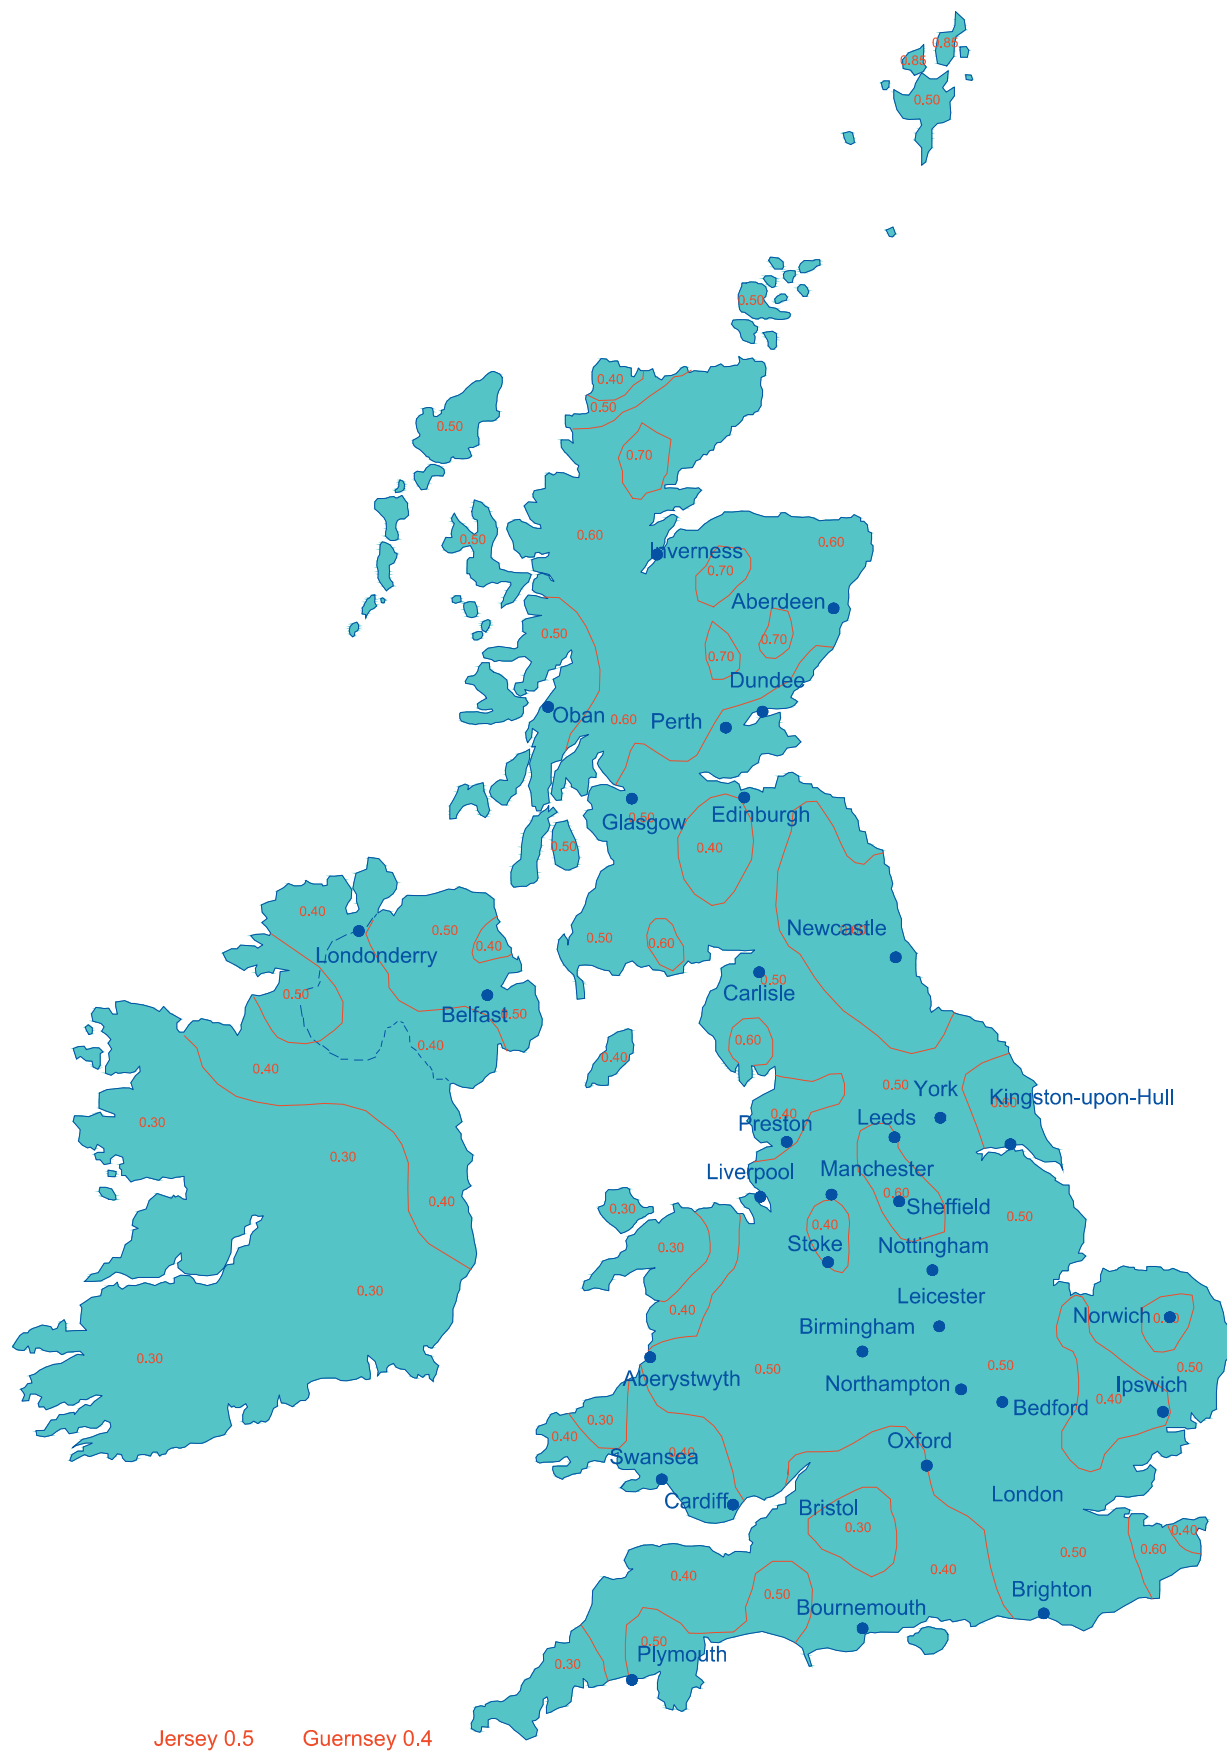 0.85
0.85
0.50
0.50
0.40
0.50
0.50
0.70
0.60
0.60
0.50
Inverness
0.70
Aberdeen
0.50
0.70
0.70
Dundee
Oban
0.60
Perth
Glasgow
0.50
Edinburgh
0.50
0.40
0.40
0.50
Newcastle
0.50
0.60
0.40
Londonderry
0.50
Carlisle
0.50
Belfast
0.50
0.60
0.40
0.40
0.40
0.50
York
Kingston-upon-Hull
0.40
Preston
Leeds
0.30
0.30
Liverpool
Manchester
0.60
0.40
0.30
Sheffield
0.50
0.40
Stoke
Nottingham
0.30
0.30
Leicester
0.40
Norwich
Birmingham
0.30
0.50
0.50
0.50
Aberystwyth
Northampton
Ipswich
0.40
Bedford
0.30
0.40
Oxford
0.40
Swansea
London
Cardiff
Bristol
0.30
0.40
0.60
0.50
0.40
0.40
0.50
Brighton
Bournemouth
0.50
Plymouth
0.30
Jersey 0.5 Guernsey 0.4